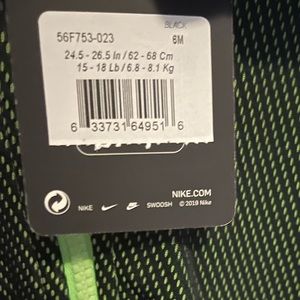 BLACK
56F753-023 6M
24.5 - 26.5 In / 62 - 68 Cm
15 - 18 Lb / 6.8 - 8.1 Kg
6 33731 64951 6
NIKE.COM
NIKE SWOOSH © 2019 Nike